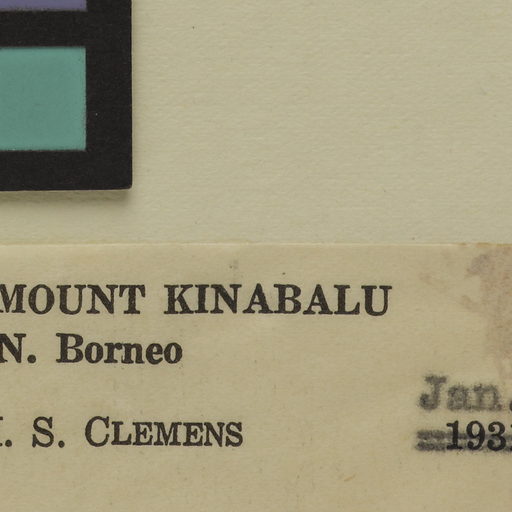 MOUNT KINABALU
N. Borneo
Jan.
S. CLEMENS